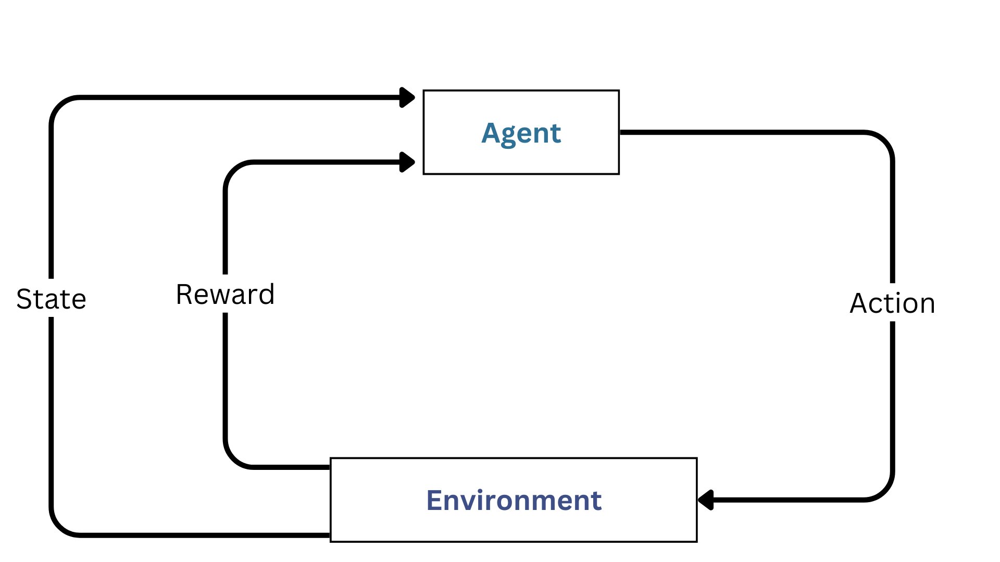 Agent
State
Reward
Action
Environment